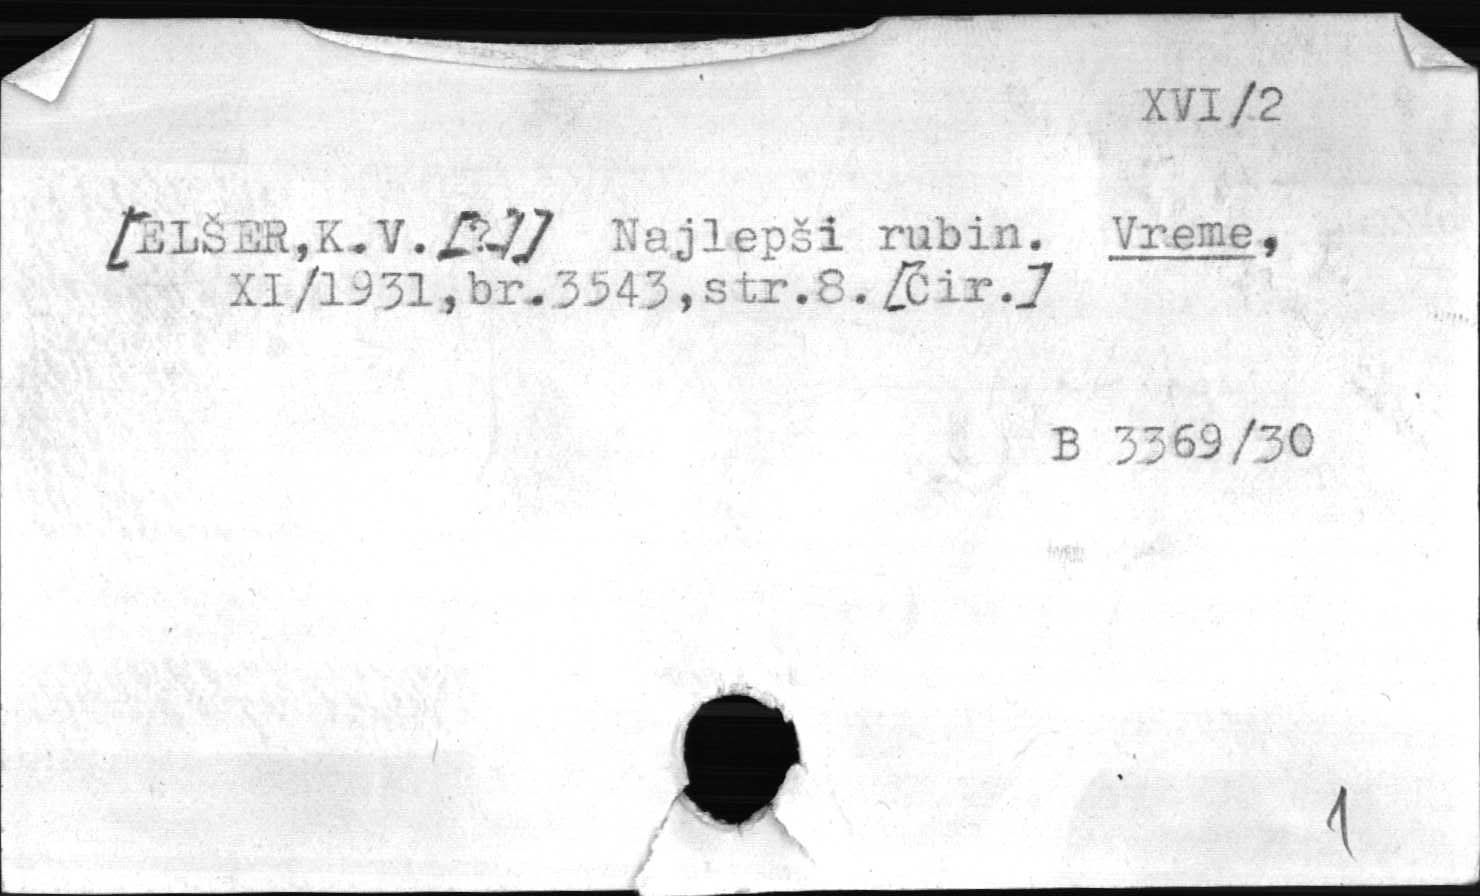 XVI/2
[ELŠER,K.V.[?]] Najlepši rubin. Vreme,
XI/1931,br.3543,str.8.[Ćir.]
B 3369/30
1